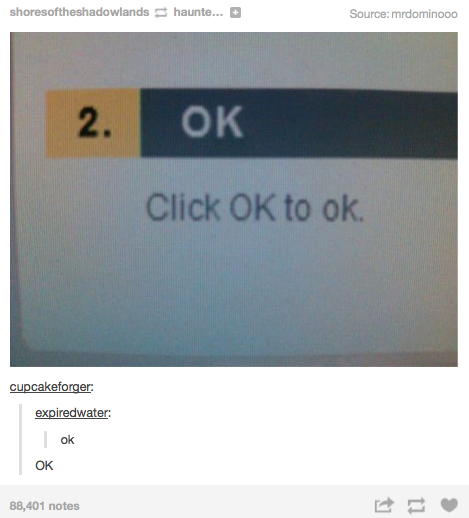 shoresoftheshadowlands haunte... Source: mrdominooo
2. OK
Click OK to ok.
cupcakeforger:
expiredwater:
ok
OK
88,401 notes